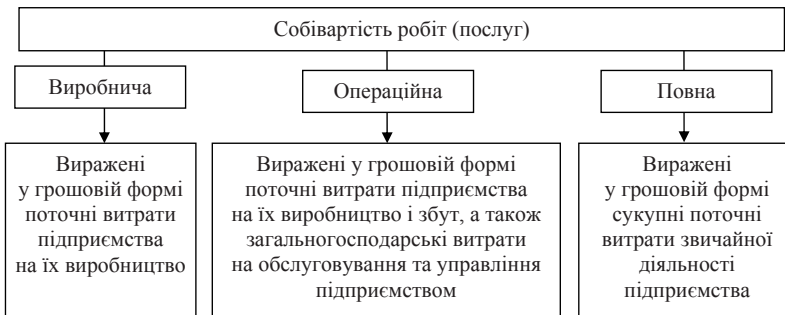 Собівартість робіт (послуг)
Виробнича
Операційна
Повна
Виражені
у грошовій формі
поточні витрати
підприємства
на їх виробництво
Виражені у грошовій формі
поточні витрати підприємства
на їх виробництво і збут, а також
загальногосподарські витрати
на обслуговування та управління
підприємством
Виражені
у грошовій формі
сукупні поточні
витрати звичайної
діяльності
підприємства